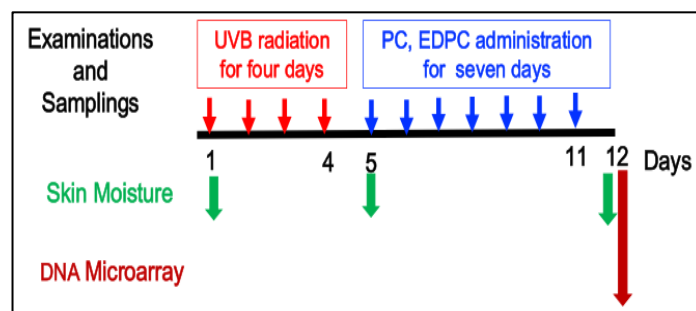 Examinations
and
Samplings
UVB radiation
for four days
PC, EDPC administration
for seven days
1 4 5 11 12 Days
Skin Moisture
DNA Microarray